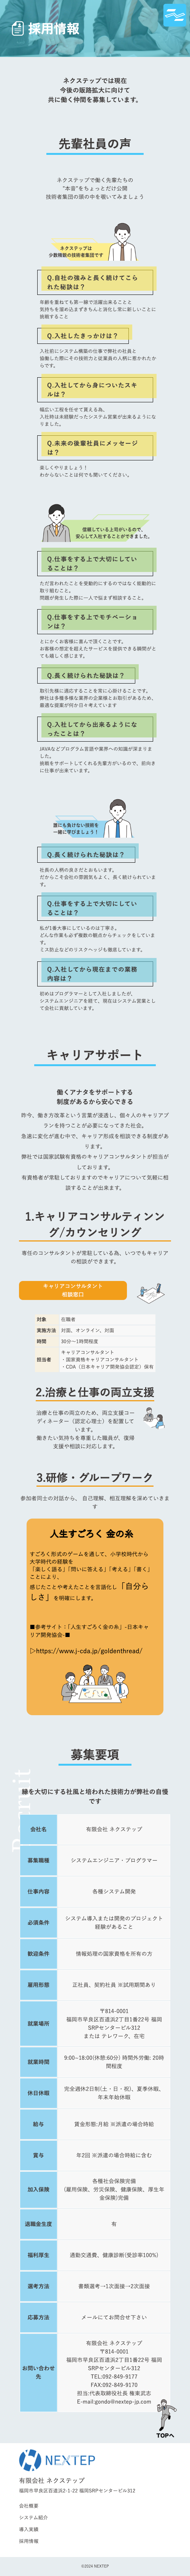 採用情報
ネクステップでは現在
今後の販路拡大に向けて
共に働く仲間を募集しています。
先輩社員の声
ネクステップで働く先輩たちの
“本音”をちょっとだけ公開
技術者集団の頭の中を覗いてみましょう
ネクステップは
少数精鋭の技術者集団です
Q.自社の強みと長く続けてこら
れた秘訣は？
年齢を重ねても第一線で活躍出来ることと
気持ちを溜め込まずきちんと消化し常に新しいことに
挑戦すること
Q.入社したきっかけは？
入社前にシステム構築の仕事で弊社の社員と
協働した際にその技術力と従業員の人柄に惹かれたか
らです。
Q.入社してから身についたスキ
ルは？
幅広い工程を任せて貰える為、
入社時は未経験だったシステム営業が出来るようにな
りました。
Q.未来の後輩社員にメッセージ
は？
楽しくやりましょう！
わからないことは何でも聞いてください。
信頼している上司がいるので、
安心して入社することができました。
Q.仕事をする上で大切にしてい
ることは？
ただ言われたことを受動的にするのではなく能動的に
取り組むこと。
問題が発生した際に一人で悩まず相談すること。
Q.仕事をする上でモチベーショ
ンは？
とにかくお客様に喜んで頂くことです。
お客様の想定を超えたサービスを提供できる瞬間がと
ても嬉しく感じます。
Q.長く続けられた秘訣は？
取引先様に適応することを常に心掛けることです。
弊社は多種多様な業界の企業様とお取引があるため、
最適な提案が何か日々考えています
Q.入社してから出来るようにな
ったことは？
JAVAなどプログラム言語や業界への知識が深まりま
した。
挑戦をサポートしてくれる先輩方がいるので、前向き
に仕事が出来ています。
誰にも負けない技術を
一緒に学びましょう！
Q.長く続けられた秘訣は？
社長の人柄の良さだとおもいます。
だからこそ会社の雰囲気もよく、長く続けられていま
す。
Q.仕事をする上で大切にしてい
ることは？
私が1番大事にしているのは丁寧さ。
どんな作業も必ず複数の観点からチェックをしていま
す。
ミス防止などのリスクヘッジも徹底しています。
Q.入社してから現在までの業務
内容は？
初めはプログラマーとして入社しましたが、
システムエンジニアを経て、現在はシステム営業とし
て会社に貢献しています。
キャリアサポート
働くアナタをサポートする
制度があるから安心できる
昨今、働き方改革という言葉が浸透し、個々人のキャリアプ
ランを持つことが必要になってきた社会。
急速に変化が進む中で、キャリア形成を相談できる制度があ
ります。
弊社では国家試験有資格のキャリアコンサルタントが担当が
しております。
有資格者が常駐しておりますのでキャリアについて気軽に相
談することが出来ます。
1.キャリアコンサルティンン
グ/カウンセリング
専任のコンサルタントが常駐している為、いつでもキャリア
の相談ができます。
キャリアコンサルタント
相談窓口
対象 在職者
実施方法 対面、オンライン、対面
時間 30分〜1時間程度
担当者 キャリアコンサルタント
・国家資格キャリアコンサルタント
・CDA（日本キャリア開発協会認定）保有
2.治療と仕事の両立支援
治療と仕事の両立のため、両立支援コー
ディネーター（認定心理士）を配置して
います。
働きたい気持ちを尊重した職員が、復帰
支援や相談に対応します。
3.研修・グループワーク
参加者同士の対話から、自己理解、相互理解を深めていきま
す
人生すごろく 金の糸
すごろく形式のゲームを通して、小学校時代から
大学時代の経験を
「楽しく語る」「問いに答える」「考える」「書く」
ことにより、
感じたことや考えたことを言語化し「自分ら
しさ」を明確にします。
■参考サイト：「人生すごろく金の糸」-日本キャ
リア開発協会-■
▷https://www.j-cda.jp/goldenthread/
募集要項
縁を大切にする社風と培われた技術力が弊社の自慢
です
会社名 有限会社 ネクステップ
募集職種 システムエンジニア・プログラマー
仕事内容 各種システム開発
必須条件 システム導入または開発のプロジェクト
経験があること
歓迎条件 情報処理の国家資格を所有の方
雇用形態 正社員、契約社員 ※試用期間あり
就業場所 〒814-0001
福岡市早良区百道浜2丁目1番22号 福岡
SRPセンタービル312
または テレワーク、在宅
就業時間 9:00~18:00(休憩:60分) 時間外労働: 20時
間程度
休日休暇 完全週休2日制(土・日・祝)、夏季休暇、
年末年始休暇
給与 賃金形態:月給 ※派遣の場合時給
賞与 年2回 ※派遣の場合時給に含む
加入保険 各種社会保険完備
(雇用保険、労災保険、健康保険、厚生年
金保険)完備
退職金生度 有
福利厚生 通勤交通費、健康診断(受診率100%)
選考方法 書類選考→1次面接→2次面接
応募方法 メールにてお問合せ下さい
お問い合わせ
先
有限会社 ネクステップ
〒814-0001
福岡市早良区百道浜2丁目1番22号 福岡
SRPセンタービル312
TEL:092-849-9177
FAX:092-849-9170
担当:代表取締役社長 権東武志
E-mail:gondo@nextep-jp.com
TOPへ
NEXTEP
有限会社 ネクステップ
福岡市早良区百道浜2-1-22 福岡SRPセンタービル312
会社概要
システム紹介
導入実績
採用情報
©2024 NEXTEP